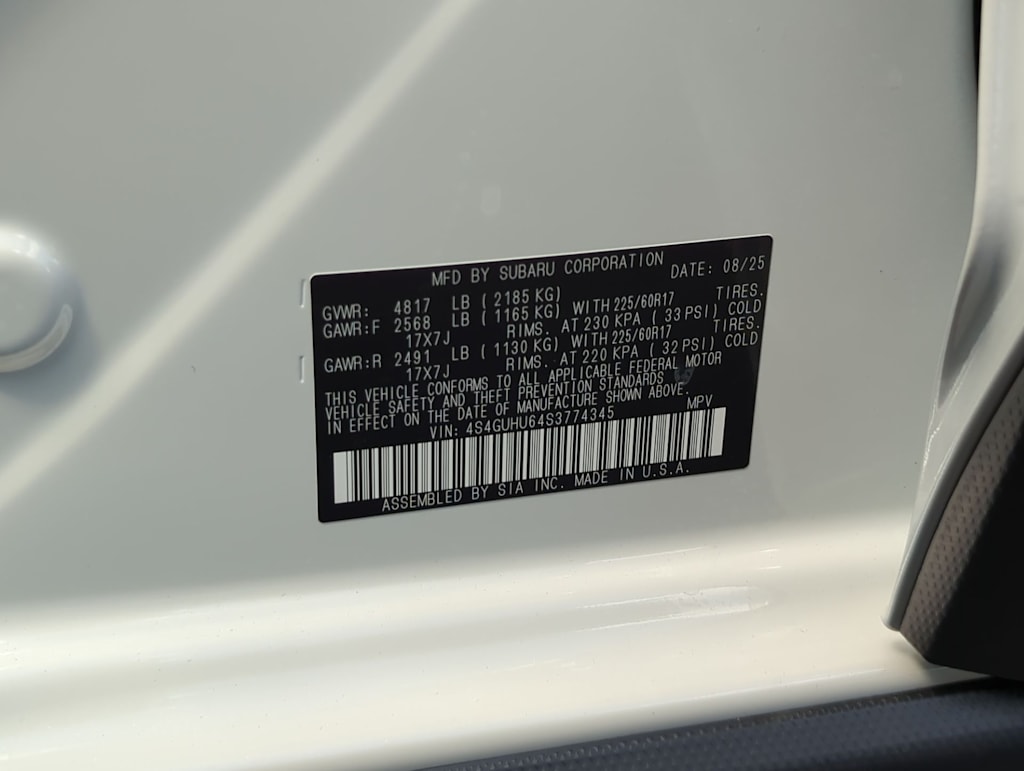 MFD BY SUBARU CORPORATION DATE: 08/25
GVWR: 4817 LB ( 2185 KG)
GAWR:F 2568 LB ( 1165 KG) WITH 225/60R17 TIRES.
17X7J RIMS. AT 230 KPA ( 33 PSI) COLD
GAWR:R 2491 LB ( 1130 KG) WITH 225/60R17 TIRES.
17X7J RIMS. AT 220 KPA ( 32 PSI) COLD
THIS VEHICLE CONFORMS TO ALL APPLICABLE FEDERAL MOTOR
VEHICLE SAFETY AND THEFT PREVENTION STANDARDS
IN EFFECT ON THE DATE OF MANUFACTURE SHOWN ABOVE.
VIN: 4S4GUHU64S3774345 MPV
ASSEMBLED BY SIA INC. MADE IN U.S.A.